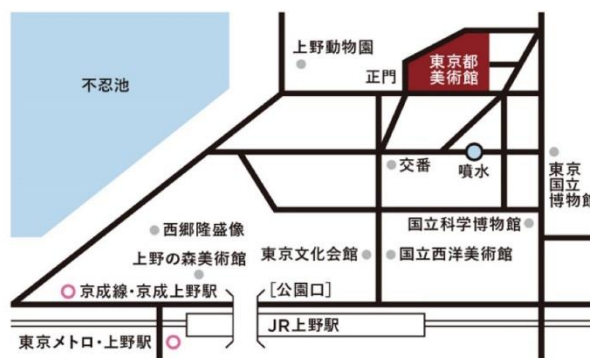 上野動物園
東京都
美術館
正門
不忍池
交番
噴水
東京
国立
博物館
西郷隆盛像
国立科学博物館
上野の森美術館
東京文化会館
国立西洋美術館
京成線・京成上野駅
[公園口]
JR上野駅
東京メトロ・上野駅